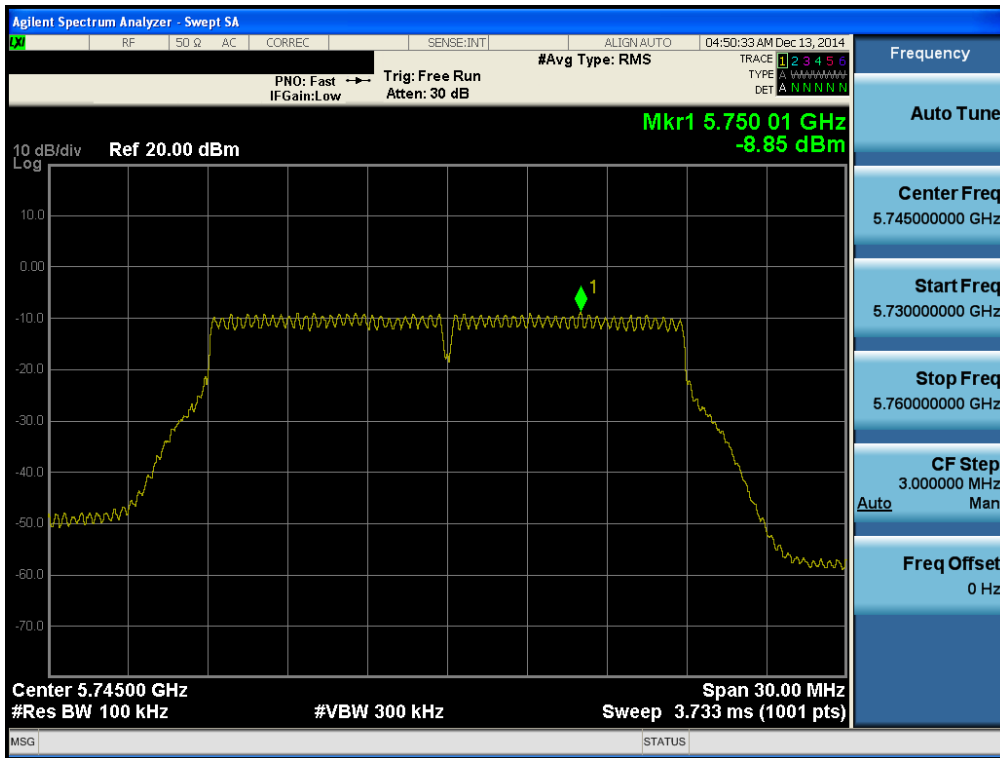 Agilent Spectrum Analyzer - Swept SA
LXI RF 50 Ω AC CORREC SENSE:INT ALIGN AUTO 04:50:33 AM Dec 13, 2014
#Avg Type: RMS
TRACE 1 2 3 4 5 6
TYPE A WWWWW
DET A N N N N N
PNO: Fast
IFGain:Low
Trig: Free Run
Atten: 30 dB
Mkr1 5.750 01 GHz
-8.85 dBm
10 dB/div
Log
Ref 20.00 dBm
10.0
0.00
-10.0
-20.0
-30.0
-40.0
-50.0
-60.0
-70.0
1
Center 5.74500 GHz
Span 30.00 MHz
#Res BW 100 kHz
#VBW 300 kHz
Sweep 3.733 ms (1001 pts)
MSG
STATUS
Frequency
Auto Tune
Center Freq
5.745000000 GHz
Start Freq
5.730000000 GHz
Stop Freq
5.760000000 GHz
CF Step
3.000000 MHz
Auto Man
Freq Offset
0 Hz